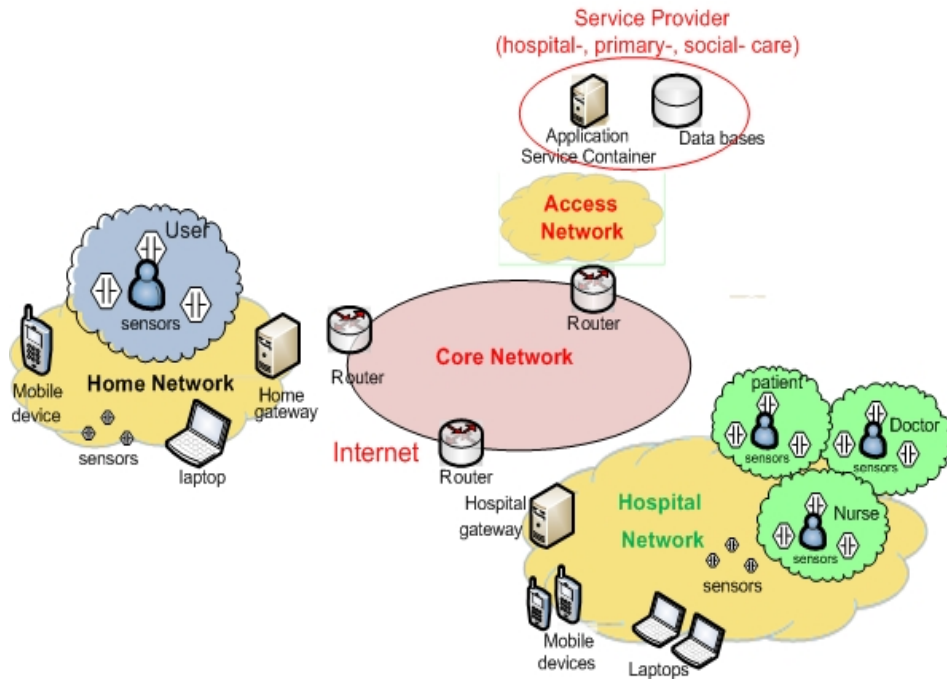 Service Provider
(hospital-, primary-, social- care)
Application
Service Container
Data bases
Access
Network
User
sensors
Router
Core Network
Router
Home Network
Mobile
device
Home
gateway
sensors
laptop
Internet
Router
patient
sensors
Doctor
sensors
Hospital
gateway
Hospital
Network
Nurse
sensors
sensors
Mobile
devices
Laptops